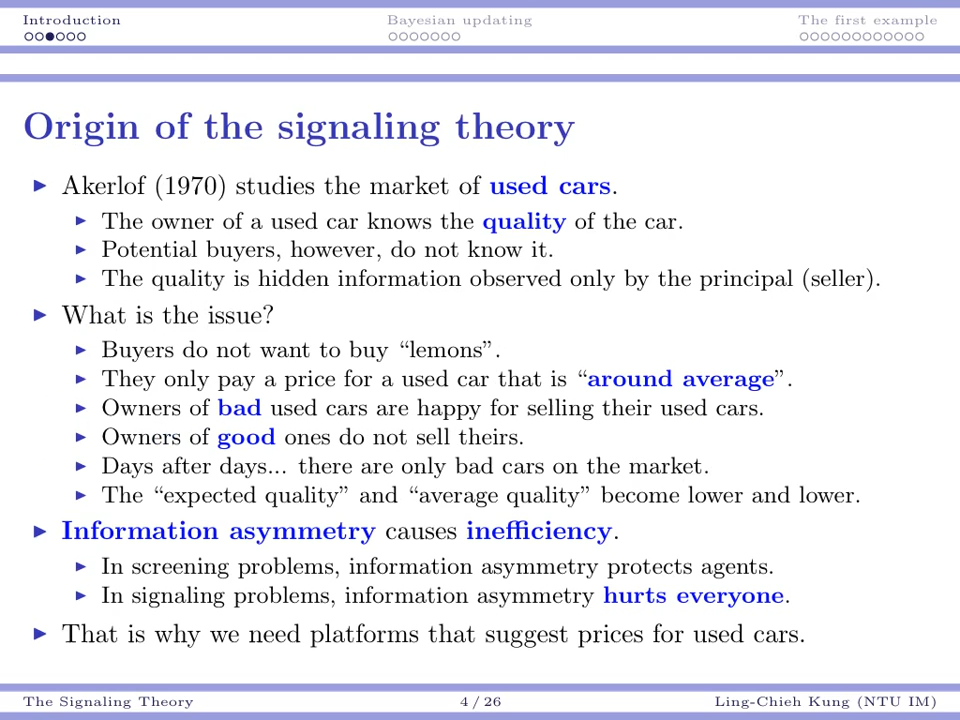 Introduction
Bayesian updating
The first example
Origin of the signaling theory
Akerlof (1970) studies the market of used cars.
The owner of a used car knows the quality of the car.
Potential buyers, however, do not know it.
The quality is hidden information observed only by the principal (seller).
What is the issue?
Buyers do not want to buy “lemons”.
They only pay a price for a used car that is “around average”.
Owners of bad used cars are happy for selling their used cars.
Owners of good ones do not sell theirs.
Days after days... there are only bad cars on the market.
The “expected quality” and “average quality” become lower and lower.
Information asymmetry causes inefficiency.
In screening problems, information asymmetry protects agents.
In signaling problems, information asymmetry hurts everyone.
That is why we need platforms that suggest prices for used cars.
The Signaling Theory
4 / 26
Ling-Chieh Kung (NTU IM)